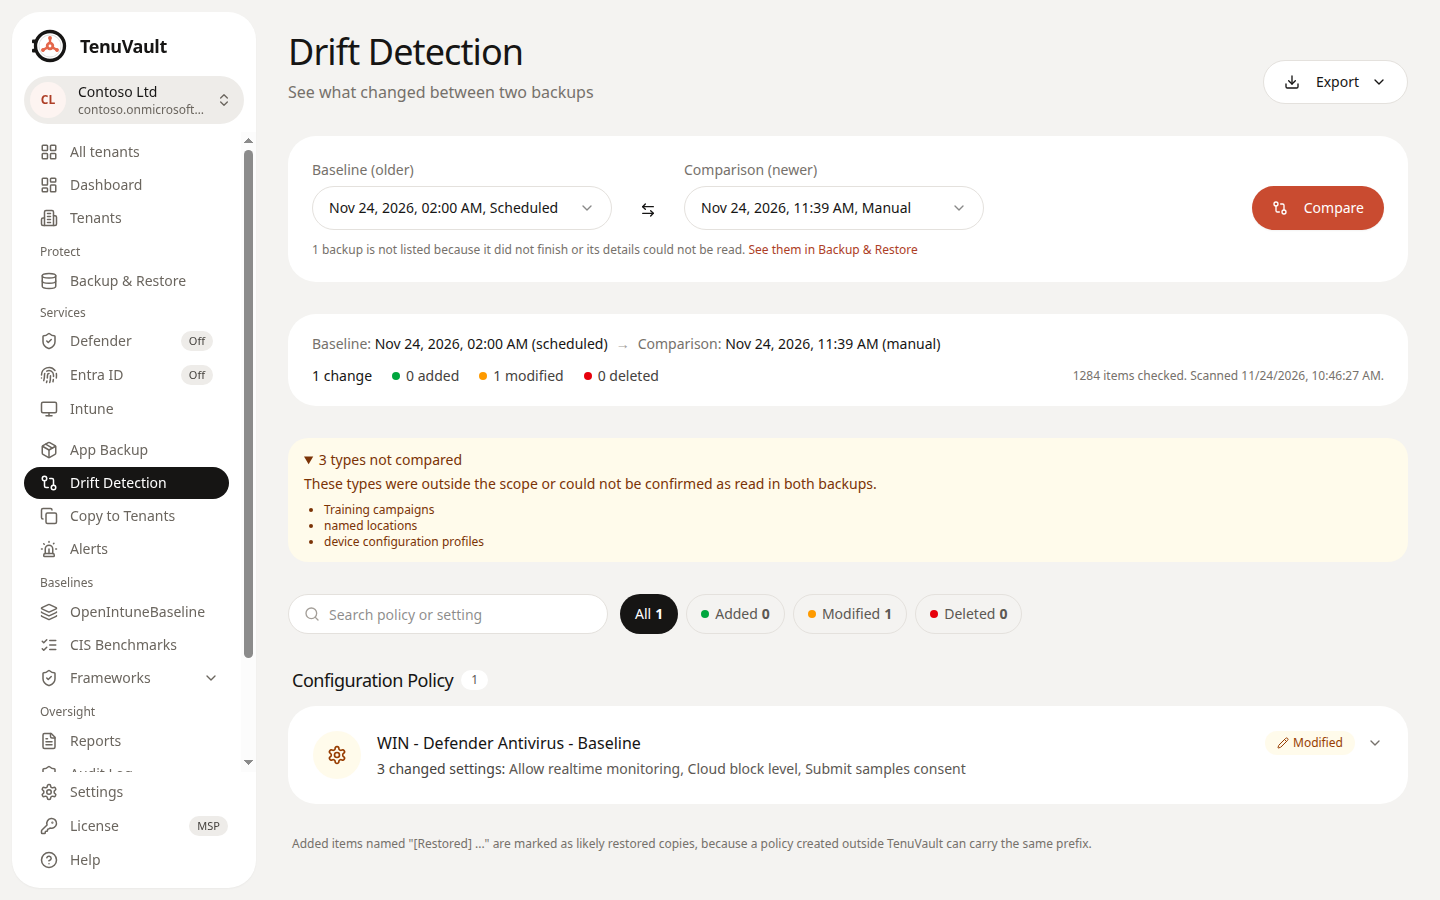 TenuVault
CL
Contoso Ltd
contoso.onmicrosoft...
All tenants
Dashboard
Tenants
Protect
Backup & Restore
Services
Defender Off
Entra ID Off
Intune
App Backup
Drift Detection
Copy to Tenants
Alerts
Baselines
OpenIntuneBaseline
CIS Benchmarks
Frameworks
Oversight
Reports
Audit Log
Settings
License MSP
Help
Drift Detection
See what changed between two backups
Export
Baseline (older)
Nov 24, 2026, 02:00 AM, Scheduled
Comparison (newer)
Nov 24, 2026, 11:39 AM, Manual
Compare
1 backup is not listed because it did not finish or its details could not be read. See them in Backup & Restore
Baseline: Nov 24, 2026, 02:00 AM (scheduled) → Comparison: Nov 24, 2026, 11:39 AM (manual)
1 change 0 added 1 modified 0 deleted
1284 items checked. Scanned 11/24/2026, 10:46:27 AM.
3 types not compared
These types were outside the scope or could not be confirmed as read in both backups.
• Training campaigns
• named locations
• device configuration profiles
Search policy or setting
All 1
Added 0
Modified 1
Deleted 0
Configuration Policy 1
WIN - Defender Antivirus - Baseline
Modified
3 changed settings: Allow realtime monitoring, Cloud block level, Submit samples consent
Added items named "[Restored] ..." are marked as likely restored copies, because a policy created outside TenuVault can carry the same prefix.